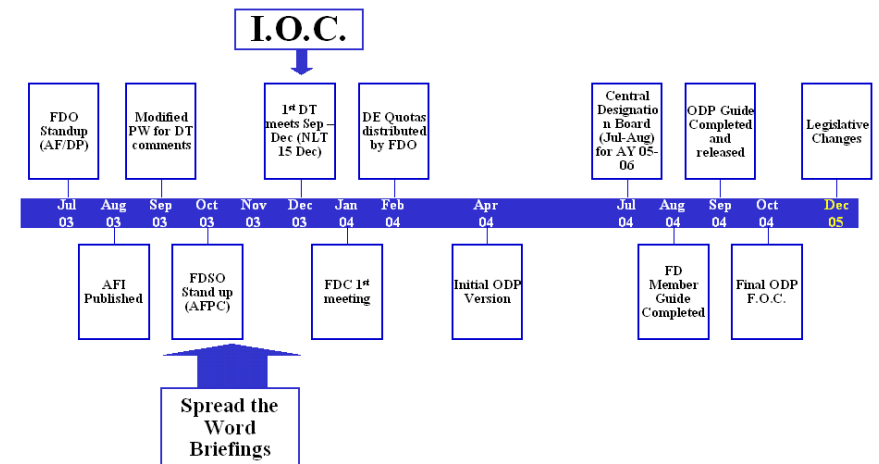 I.O.C.
FDO
Standup
(AF/DP)
Modified
PW for DT
comments
1st DT
meets Sep –
Dec (NLT
15 Dec)
DE Quotas
distributed
by FDO
Central
Designatio
n Board
(Jul-Aug)
for AY 05-
06
ODP Guide
Completed
and
released
Legislative
Changes
Jul Aug Sep Oct Nov Dec Jan Feb Apr Jul Aug Sep Oct Dec
03 03 03 03 03 03 04 04 04 04 04 04 04 05
AFI
Published
FDSO
Stand up
(AFPC)
FDC 1st
meeting
Initial ODP
Version
FD
Member
Guide
Completed
Final ODP
F.O.C.
Spread the
Word
Briefings